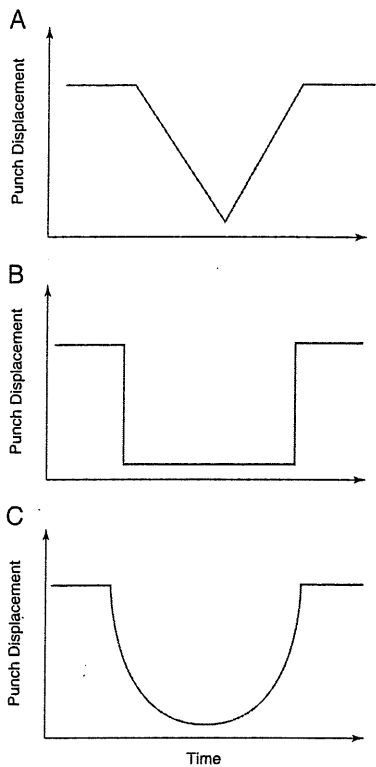 A
Punch Displacement
B
Punch Displacement
C
Punch Displacement
Time